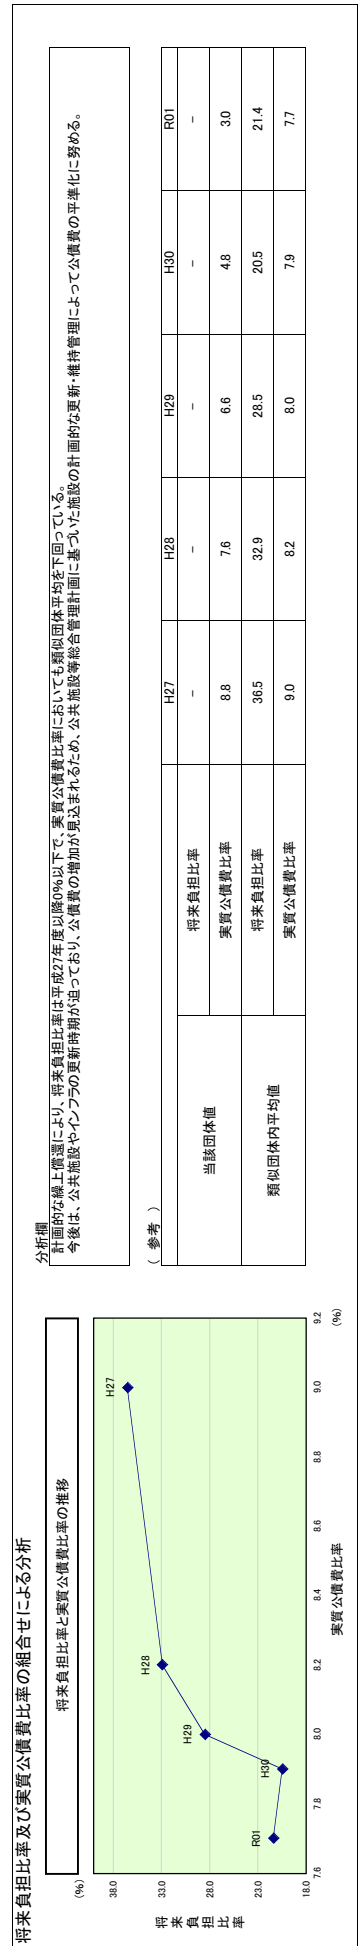 将来負担比率及び実質公債費比率の組合せによる分析
将来負担比率と実質公債費比率の推移
(%)
38.0
33.0
28.0
23.0
18.0
将来負担比率
H27
H28
H29
H30
R01
7.6 7.8 8.0 8.2 8.4 8.6 8.8 9.0 9.2
(%)
実質公債費比率
分析欄
計画的な繰上償還により、将来負担比率は平成27年度以降0%以下で、実質公債費比率においても類似団体平均を下回っている。
今後は、公共施設やインフラの更新時期が迫っており、公債費の増加が見込まれるため、公共施設等総合管理計画に基づいた施設の計画的な更新・維持管理によって公債費の平準化に努める。
( 参考 )
H27 H28 H29 H30 R01
当該団体値 将来負担比率 － － － － －
実質公債費比率 8.8 7.6 6.6 4.8 3.0
類似団体内平均値 将来負担比率 36.5 32.9 28.5 20.5 21.4
実質公債費比率 9.0 8.2 8.0 7.9 7.7